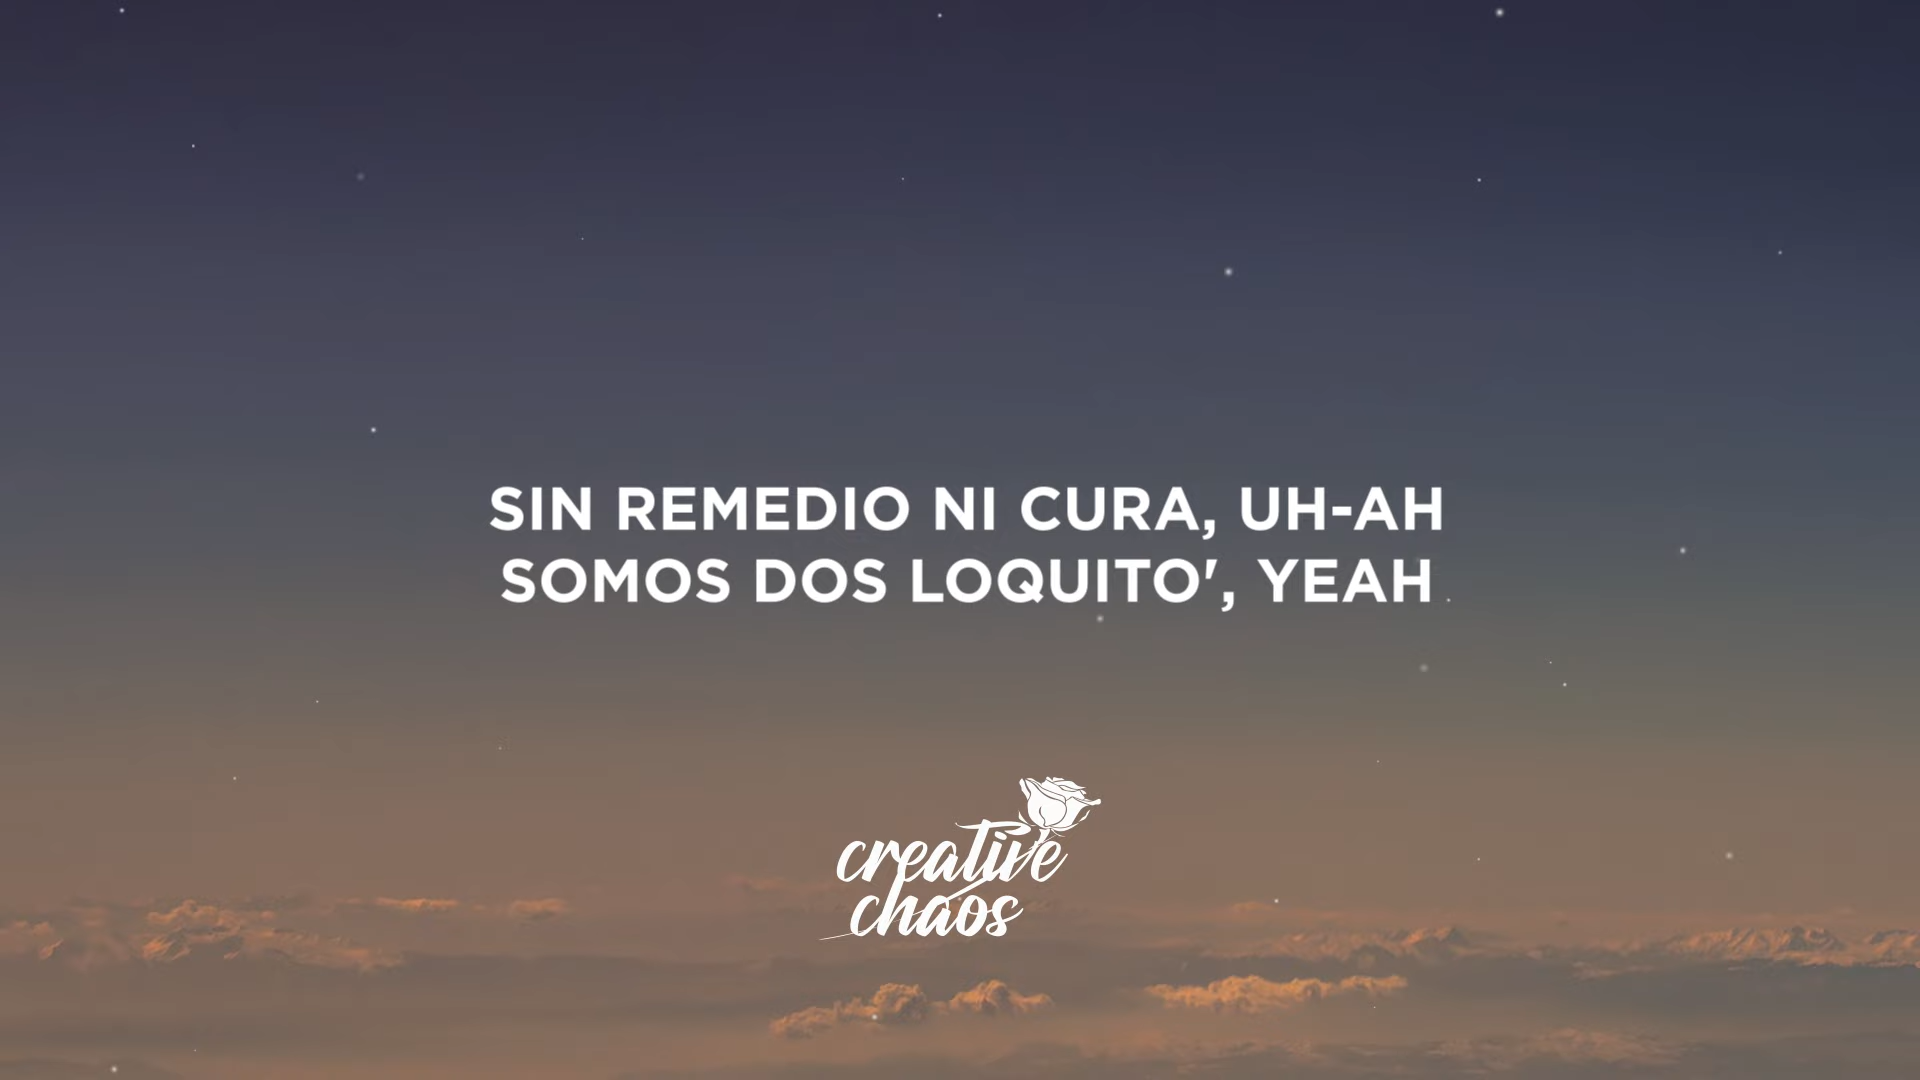 SIN REMEDIO NI CURA, UH-AH
SOMOS DOS LOQUITO', YEAH
creative
chaos